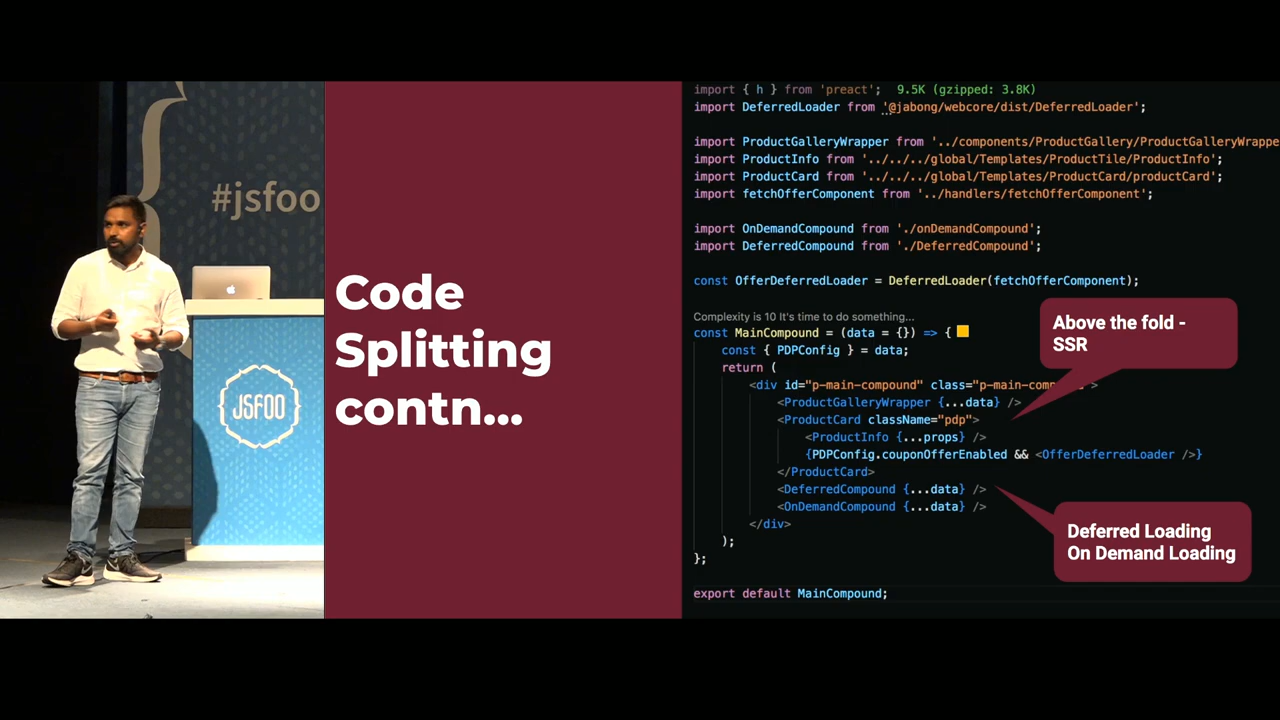 #jsfoo
JSFOO
Code
Splitting
contn...
import { h } from 'preact'; 9.5K (gzipped: 3.8K)
import DeferredLoader from '@jabong/webcore/dist/DeferredLoader';
import ProductGalleryWrapper from '../components/ProductGallery/ProductGalleryWrappe
import ProductInfo from '../../../global/Templates/ProductTile/ProductInfo';
import ProductCard from '../../../global/Templates/ProductCard/productCard';
import fetchOfferComponent from '../handlers/fetchOfferComponent';
import OnDemandCompound from './onDemandCompound';
import DeferredCompound from './DeferredCompound';
const OfferDeferredLoader = DeferredLoader(fetchOfferComponent);
Complexity is 10 It's time to do something...
const MainCompound = (data = {}) => {
const { PDPConfig } = data;
return (
<div id="p-main-compound" class="p-main-comp >
<ProductGalleryWrapper {...data} />
<ProductCard className="pdp">
<ProductInfo {...props} />
{PDPConfig.couponOfferEnabled && <OfferDeferredLoader />}
</ProductCard>
<DeferredCompound {...data} />
<OnDemandCompound {...data} />
</div>
);
};
export default MainCompound;
Above the fold -
SSR
Deferred Loading
On Demand Loading